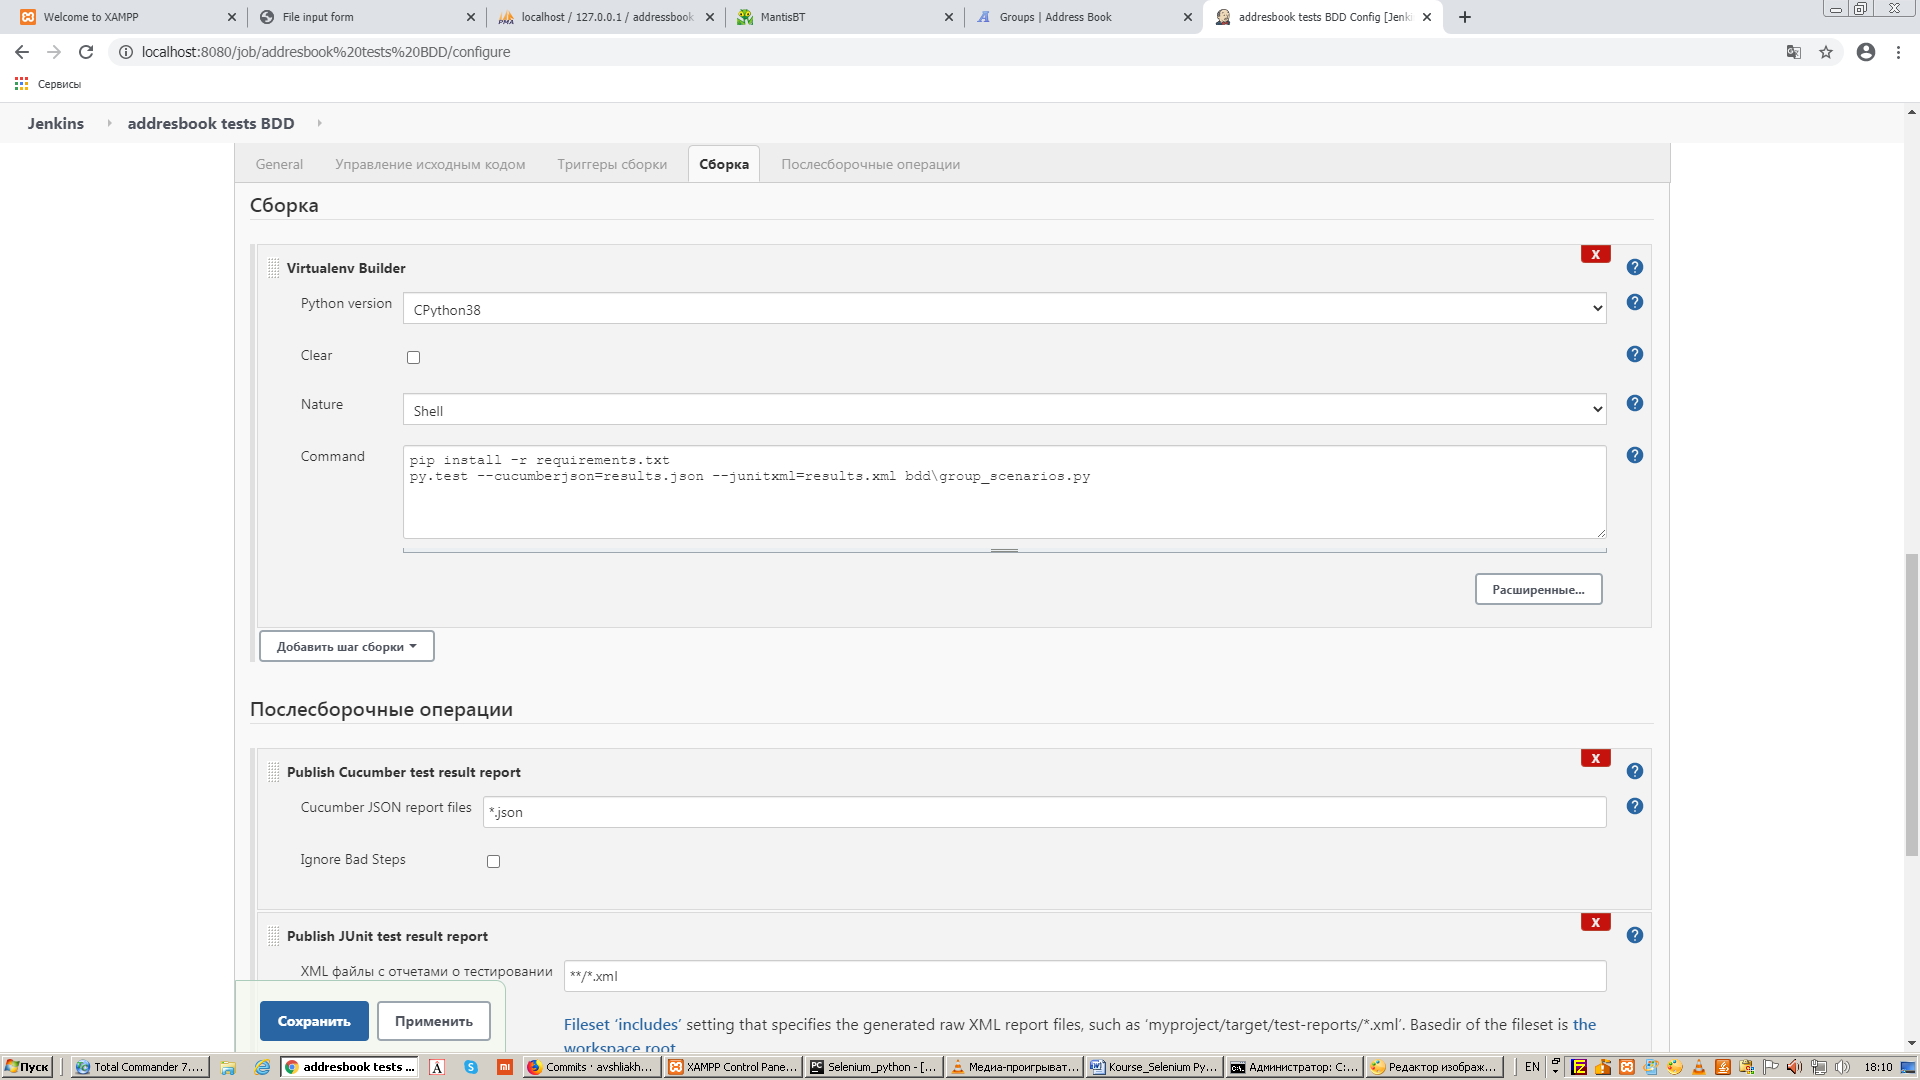 Welcome to XAMPP
File input form
localhost / 127.0.0.1 / addressbook
MantisBT
Groups | Address Book
addresbook tests BDD Config [Jenk
localhost:8080/job/addresbook%20tests%20BDD/configure
Сервисы
Jenkins
addresbook tests BDD
General
Управление исходным кодом
Триггеры сборки
Сборка
Послесборочные операции
Сборка
X
Virtualenv Builder
?
Python version
CPython38
?
Clear
?
Nature
Shell
?
Command
pip install -r requirements.txt
py.test --cucumberjson=results.json --junitxml=results.xml bdd\group_scenarios.py
?
Расширенные...
Добавить шаг сборки
Послесборочные операции
X
Publish Cucumber test result report
?
Cucumber JSON report files
*.json
?
Ignore Bad Steps
X
Publish JUnit test result report
?
XML файлы с отчетами о тестировании
**/*.xml
Сохранить
Применить
Fileset ‘includes’ setting that specifies the generated raw XML report files, such as ‘myproject/target/test-reports/*.xml’. Basedir of the fileset is the
workspace root
Пуск
Total Commander 7....
addresbook tests ...
Commits · avshliakh...
XAMPP Control Pane...
Selenium_python - [...
Медиа-проигрыват...
Kourse_Selenium Py...
Администратор: C:...
Редактор изображ...
EN
18:10